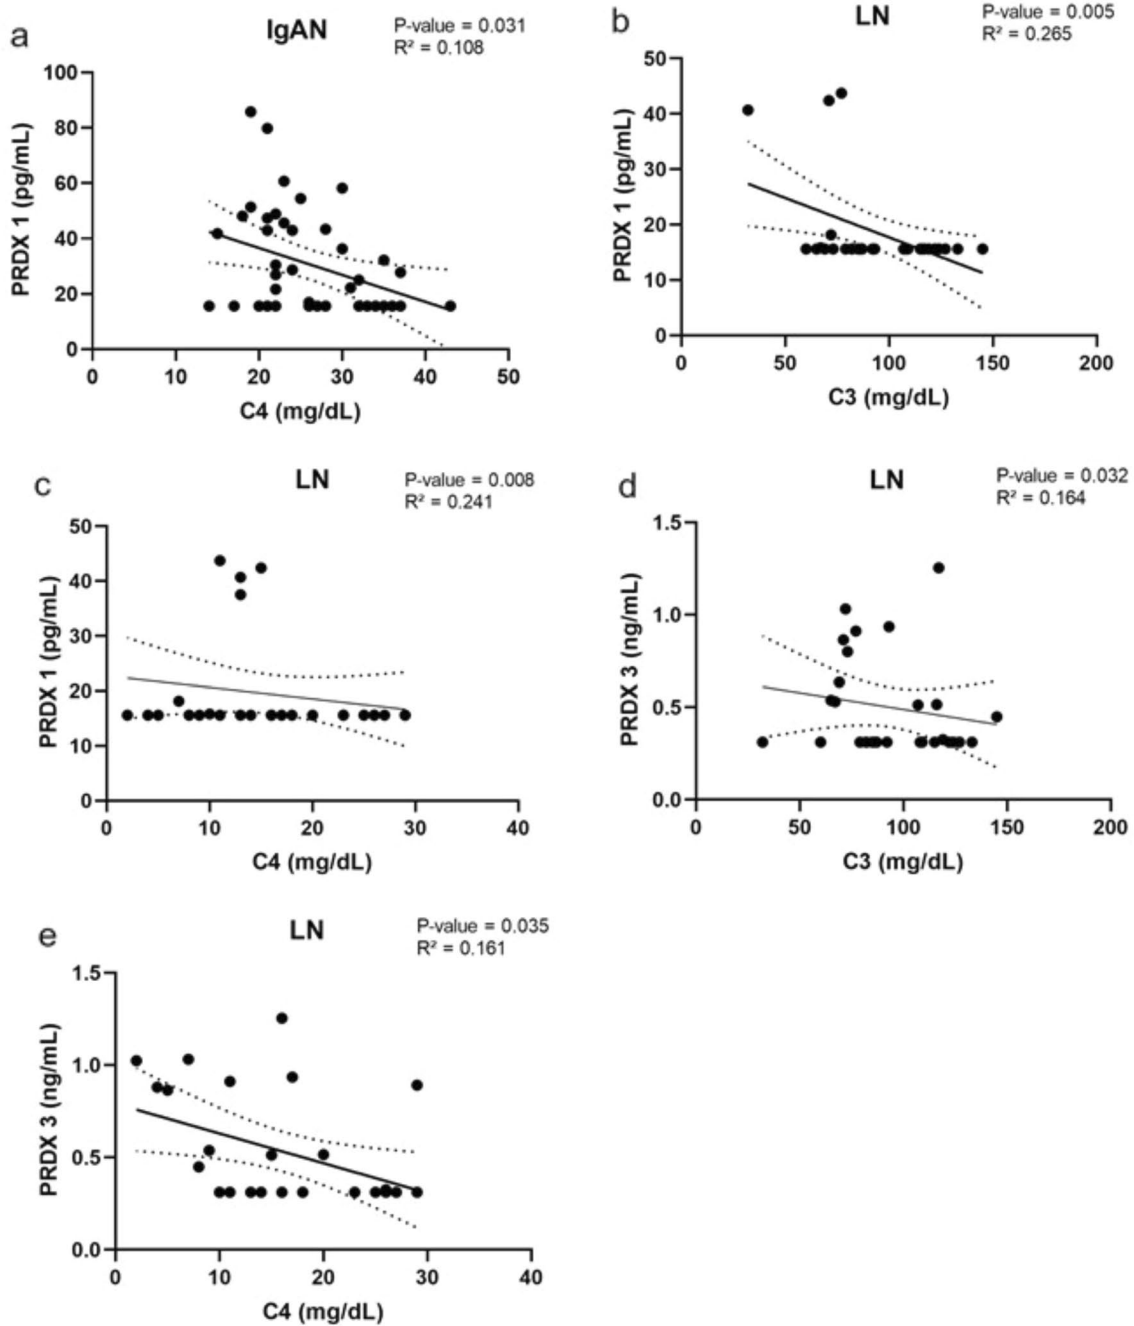 a
IgAN
P-value = 0.031
R² = 0.108
PRDX 1 (pg/mL)
100
80
60
40
20
0
0 10 20 30 40 50
C4 (mg/dL)
b
LN
P-value = 0.005
R² = 0.265
PRDX 1 (pg/mL)
50
40
30
20
10
0
0 50 100 150 200
C3 (mg/dL)
c
LN
P-value = 0.008
R² = 0.241
PRDX 1 (pg/mL)
50
40
30
20
10
0
0 10 20 30 40
C4 (mg/dL)
d
LN
P-value = 0.032
R² = 0.164
PRDX 3 (ng/mL)
1.5
1.0
0.5
0.0
0 50 100 150 200
C3 (mg/dL)
e
LN
P-value = 0.035
R² = 0.161
PRDX 3 (ng/mL)
1.5
1.0
0.5
0.0
0 10 20 30 40
C4 (mg/dL)